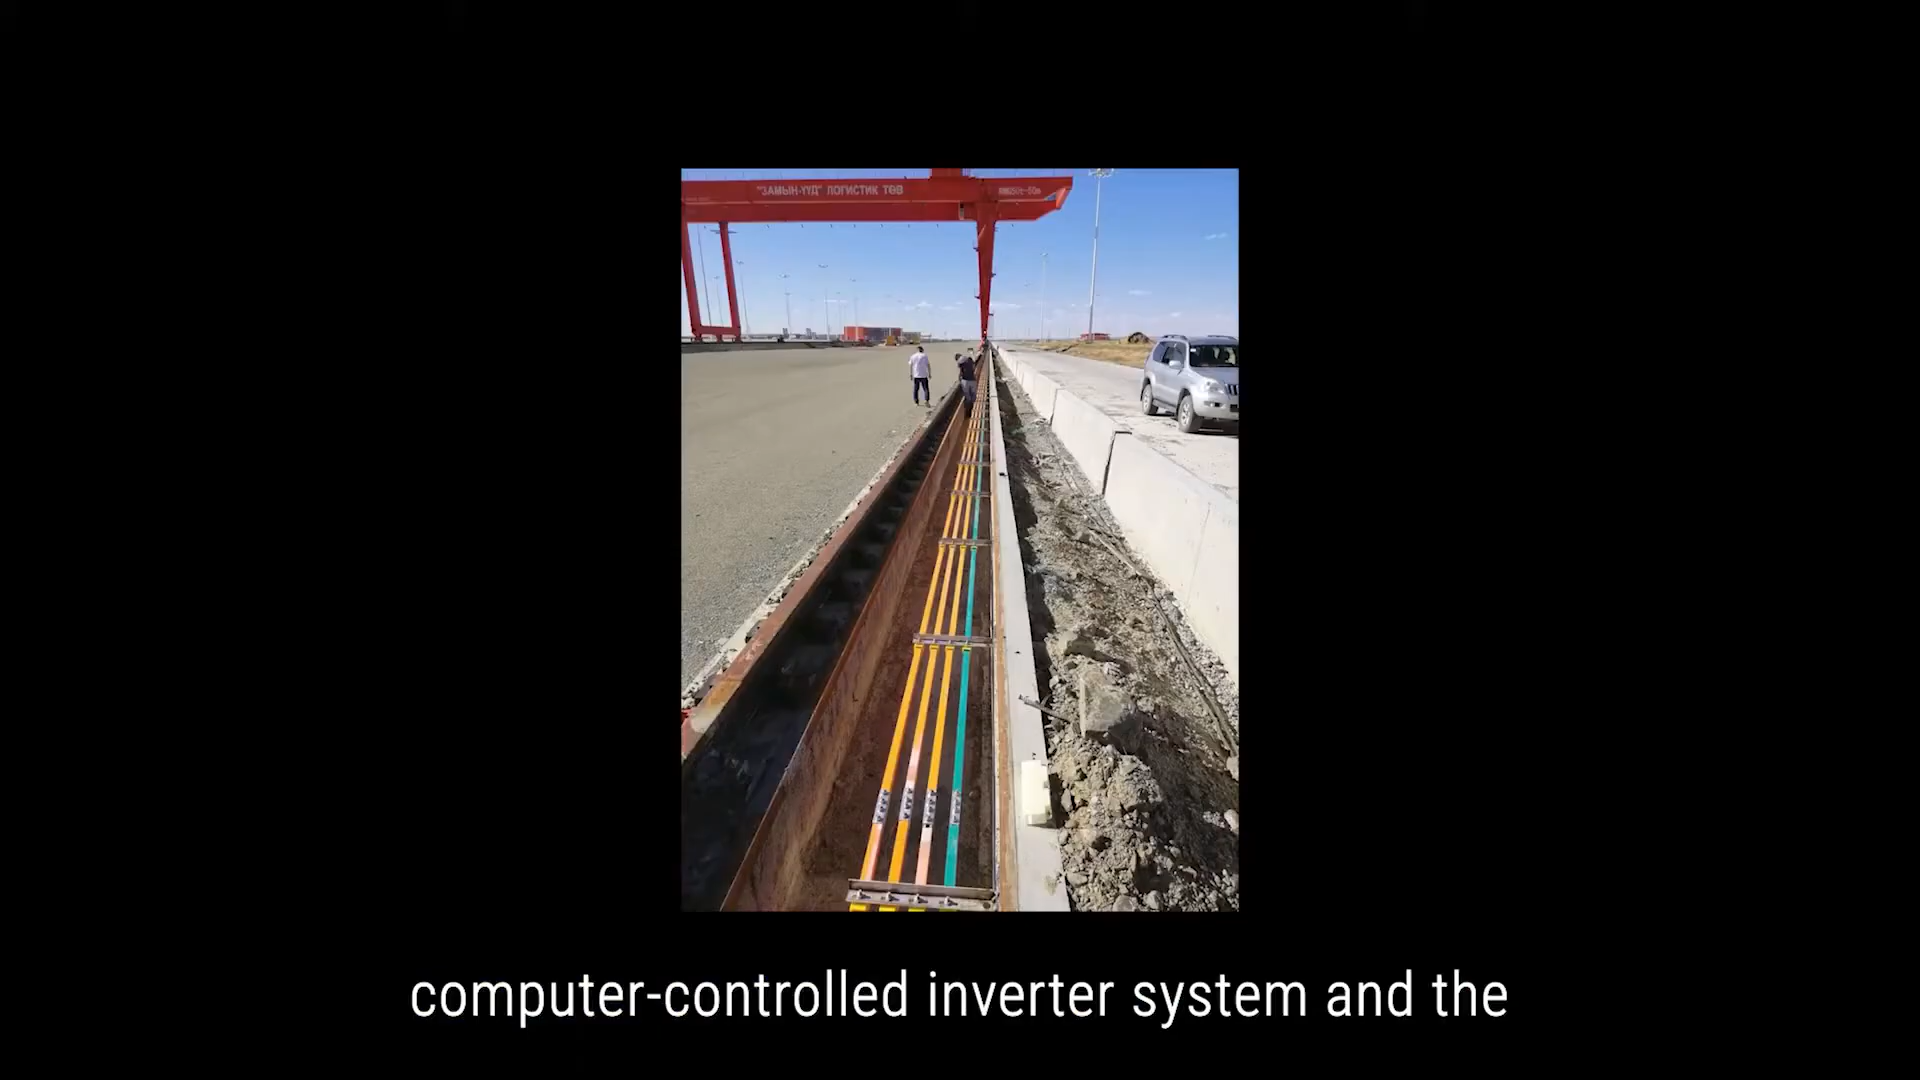 "ЗАМЫН-ҮҮД" ЛОГИСТИК ТӨВ
computer-controlled inverter system and the